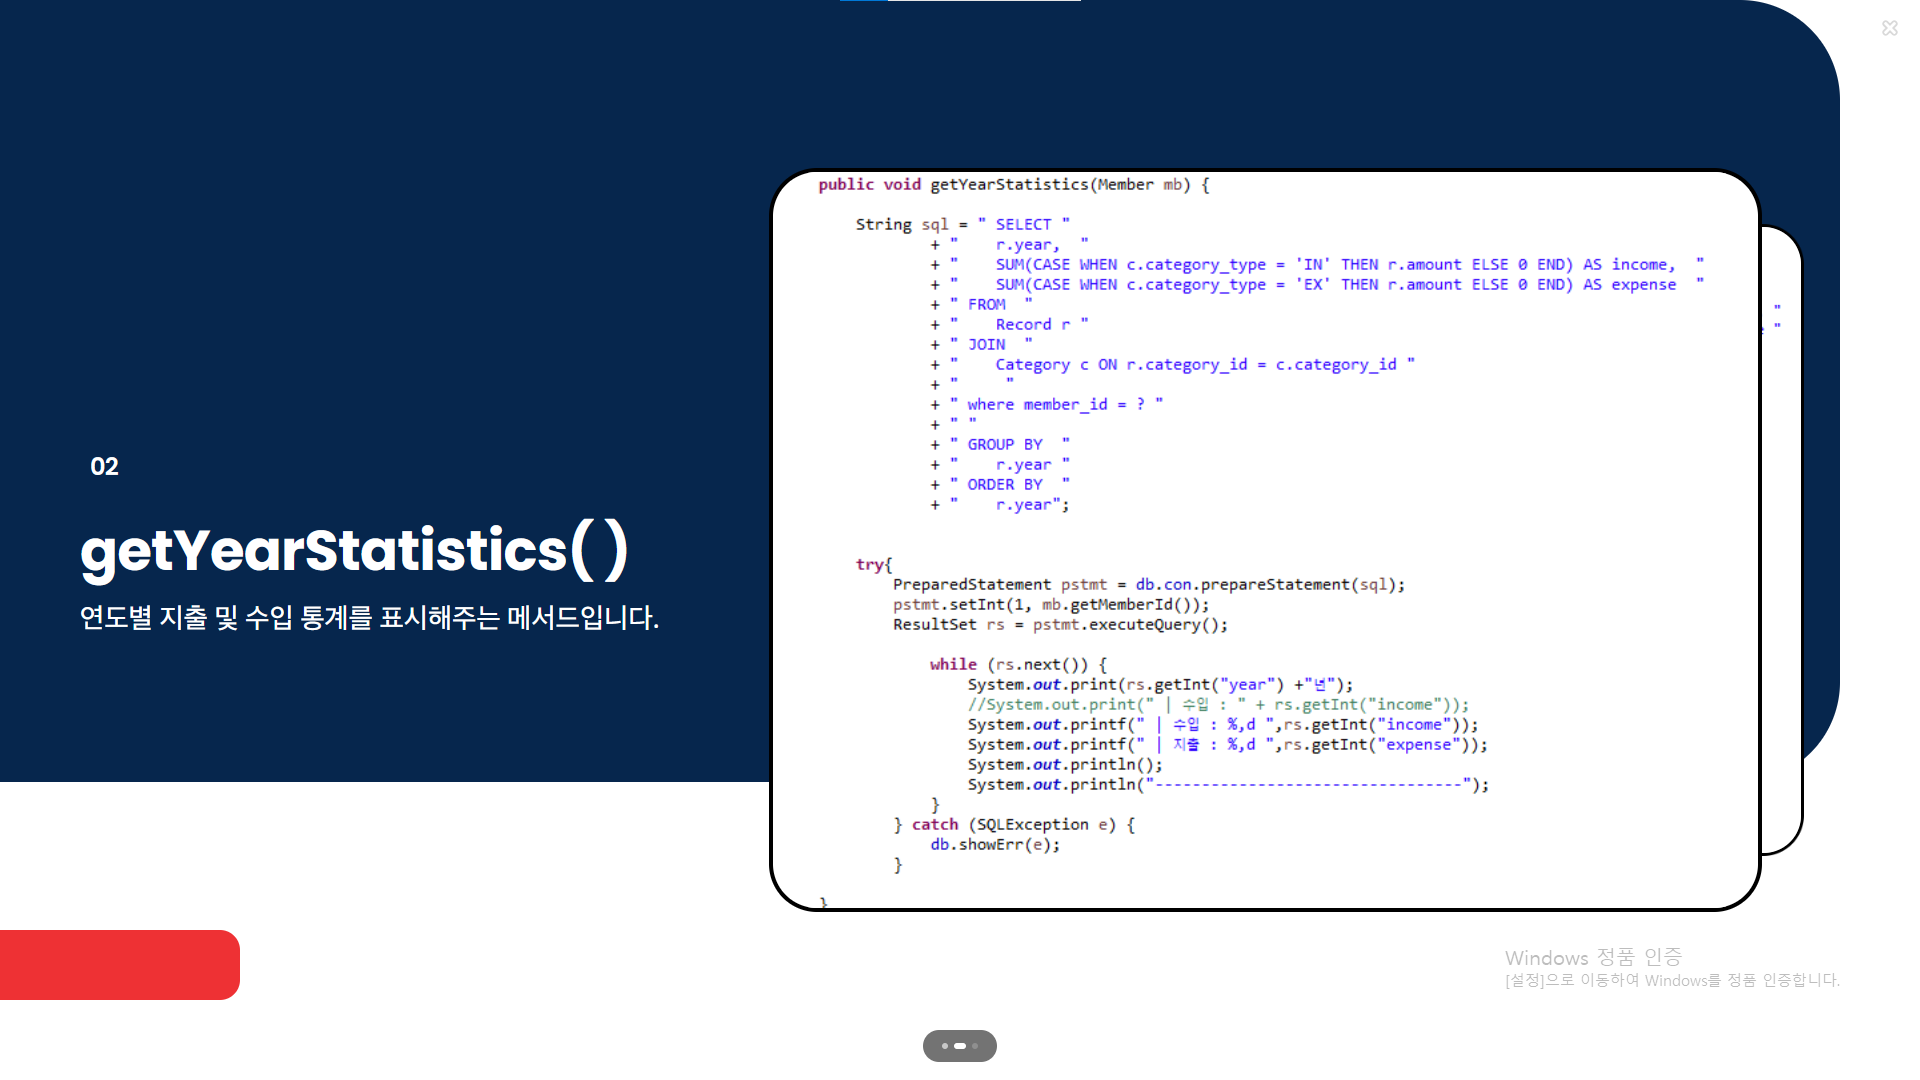 02
getYearStatistics()
연도별 지출 및 수입 통계를 표시해주는 메서드입니다.
public void getYearStatistics(Member mb) {
String sql = " SELECT "
+ "    r.year,  "
+ "    SUM(CASE WHEN c.category_type = 'IN' THEN r.amount ELSE 0 END) AS income,  "
+ "    SUM(CASE WHEN c.category_type = 'EX' THEN r.amount ELSE 0 END) AS expense  "
+ " FROM  "
+ "    Record r "
+ " JOIN  "
+ "    Category c ON r.category_id = c.category_id "
+ "     "
+ " where member_id = ? "
+ " "
+ " GROUP BY  "
+ "    r.year "
+ " ORDER BY  "
+ "    r.year";
try{
PreparedStatement pstmt = db.con.prepareStatement(sql);
pstmt.setInt(1, mb.getMemberId());
ResultSet rs = pstmt.executeQuery();
while (rs.next()) {
System.out.print(rs.getInt("year") +"년");
//System.out.print(" | 수입 : " + rs.getInt("income"));
System.out.printf(" | 수입 : %,d ",rs.getInt("income"));
System.out.printf(" | 지출 : %,d ",rs.getInt("expense"));
System.out.println();
System.out.println("---------------------------------");
}
} catch (SQLException e) {
db.showErr(e);
}
}
"
"
Windows 정품 인증
[설정]으로 이동하여 Windows를 정품 인증합니다.